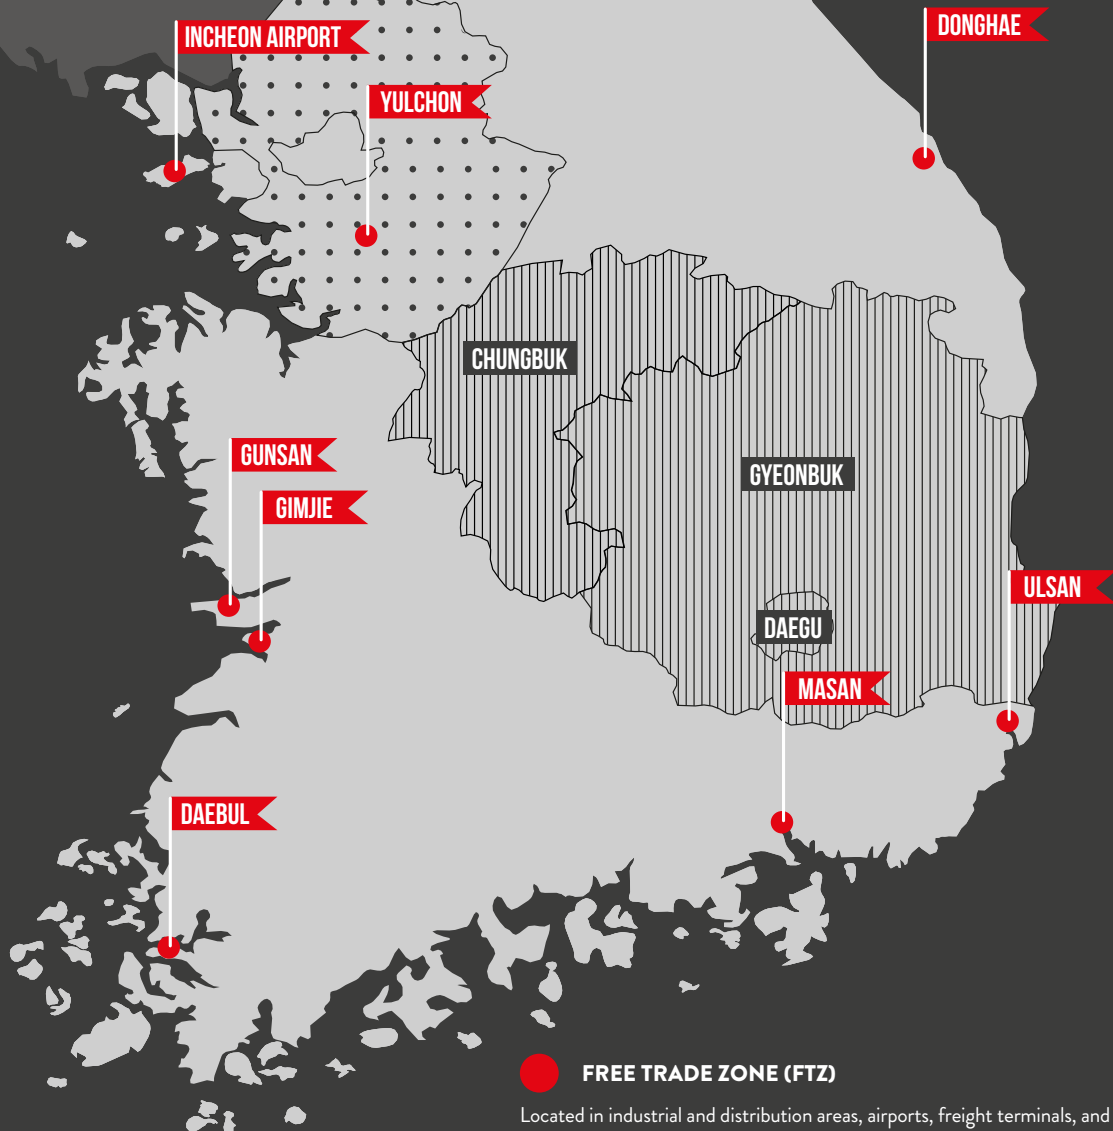 INCHEON AIRPORT
DONGHAE
YULCHON
CHUNGBUK
GUNSAN
GYEONBUK
GIMJIE
ULSAN
DAEGU
MASAN
DAEBUL
FREE TRADE ZONE (FTZ)
Located in industrial and distribution areas, airports, freight terminals, and